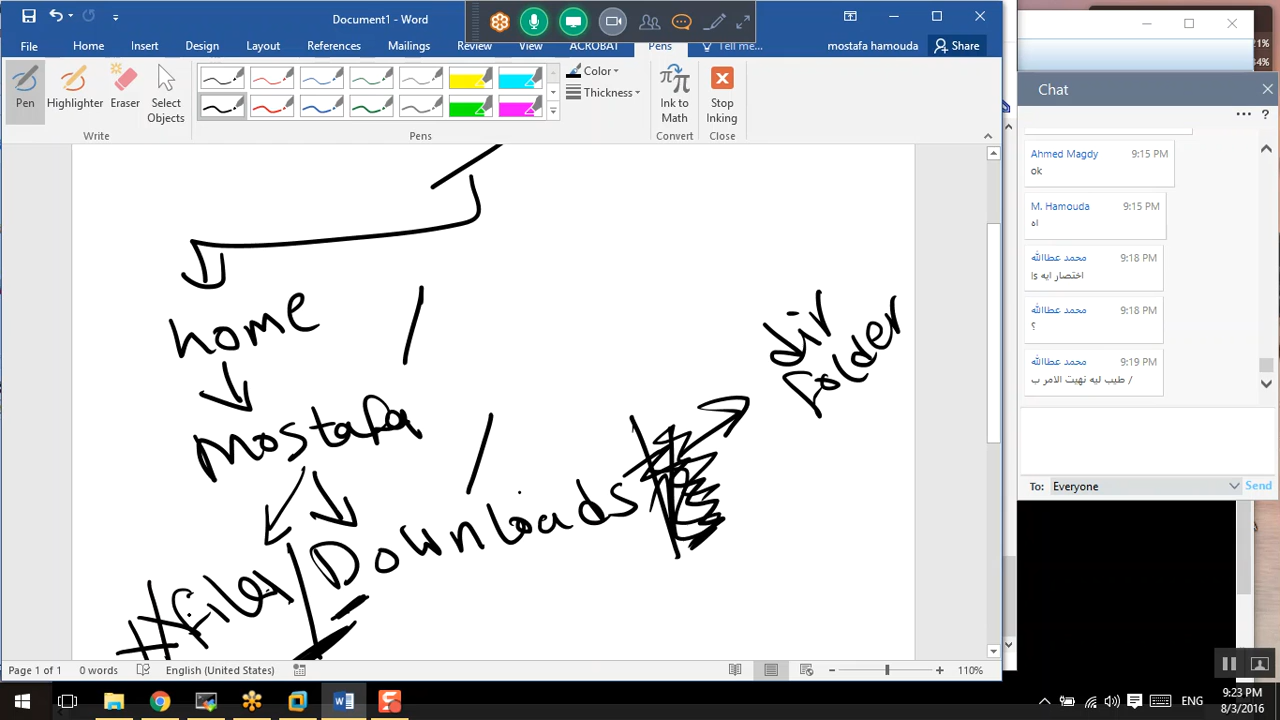 Document1 - Word
File Home Insert Design Layout References Mailings Review View ACROBAT Pens Tell me... mostafa hamouda Share
Pen Highlighter Eraser Select Objects
Color
Thickness
Ink to Math
Stop Inking
Write Pens Convert Close
/
home /
mostafa /
#files/Downloads
dir
folder
Page 1 of 1 0 words English (United States) 110%
Chat
Ahmed Magdy 9:15 PM
ok
M. Hamouda 9:15 PM
اه
محمد عطاالله 9:18 PM
اختصار ايه ls
محمد عطاالله 9:18 PM
؟
محمد عطاالله 9:19 PM
طيب ليه نهيت الامر ب /
To: Everyone Send
ENG
9:23 PM
8/3/2016